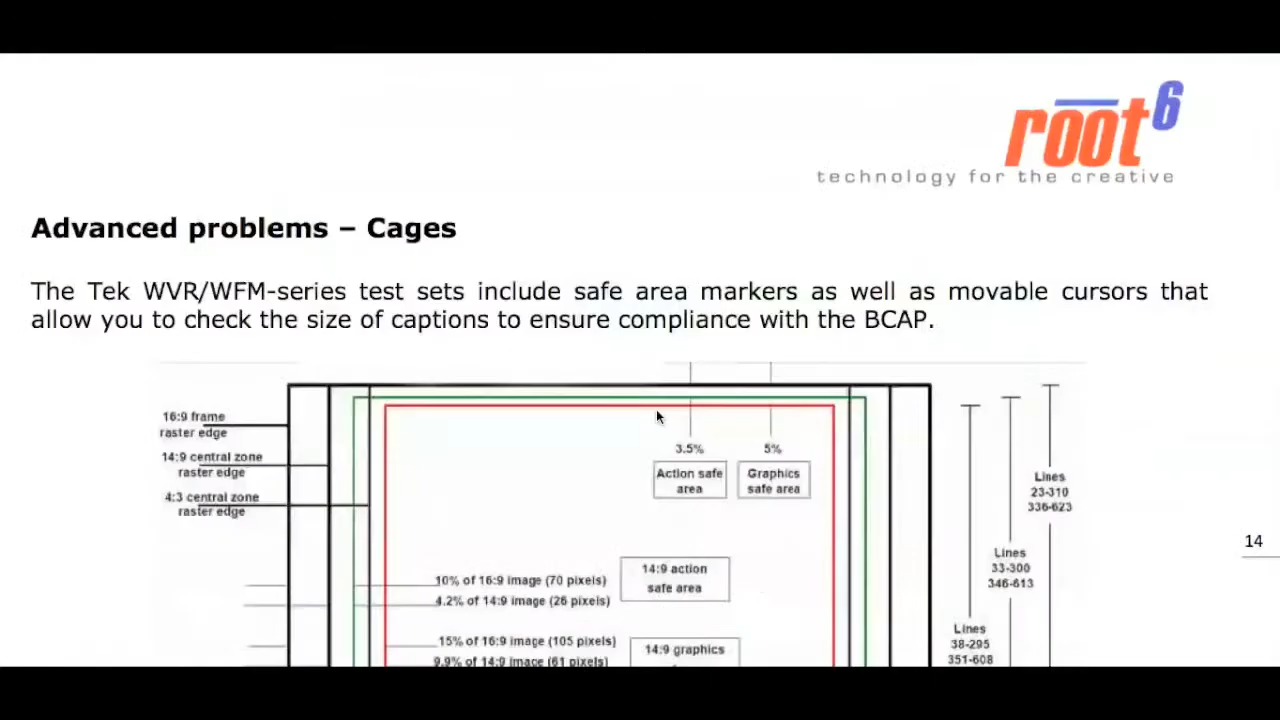 root6
technology for the creative
Advanced problems – Cages
The Tek WVR/WFM-series test sets include safe area markers as well as movable cursors that
allow you to check the size of captions to ensure compliance with the BCAP.
16:9 frame
raster edge
14:9 central zone
raster edge
4:3 central zone
raster edge
3.5%
5%
Action safe
area
Graphics
safe area
Lines
23-310
336-623
14
Lines
33-300
346-613
14:9 action
safe area
10% of 16:9 image (70 pixels)
4.2% of 14:9 image (26 pixels)
Lines
38-295
351-608
15% of 16:9 image (105 pixels)
9.9% of 14:9 image (61 pixels)
14:9 graphics